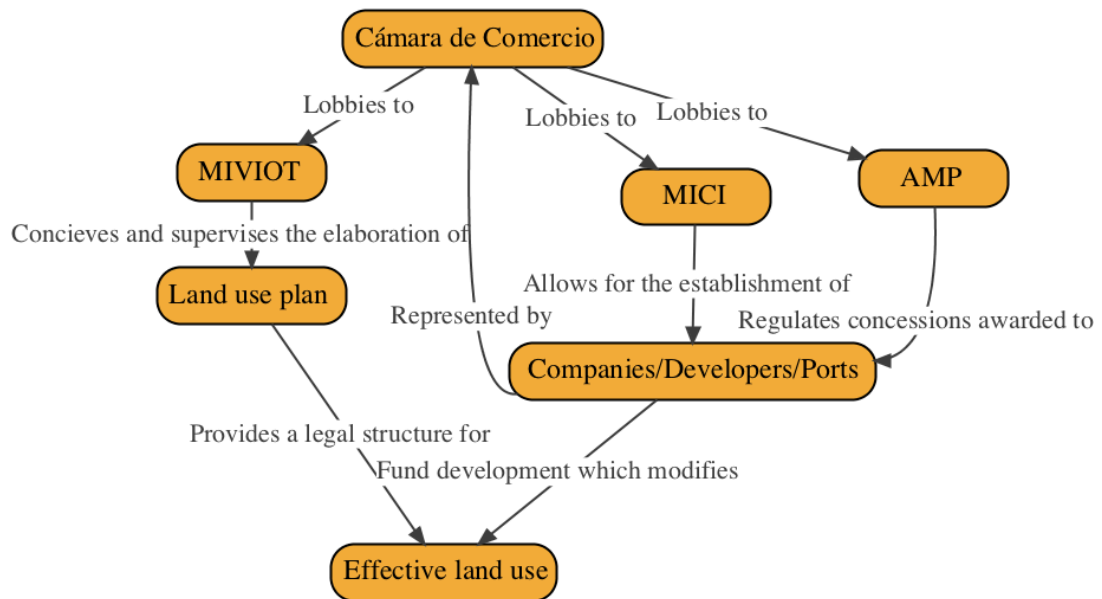 Cámara de Comercio
Lobbies to
Lobbies to
Lobbies to
MIVIOT
MICI
AMP
Concieves and supervises the elaboration of
Land use plan
Allows for the establishment of
Represented by
Regulates concessions awarded to
Companies/Developers/Ports
Provides a legal structure for
Fund development which modifies
Effective land use